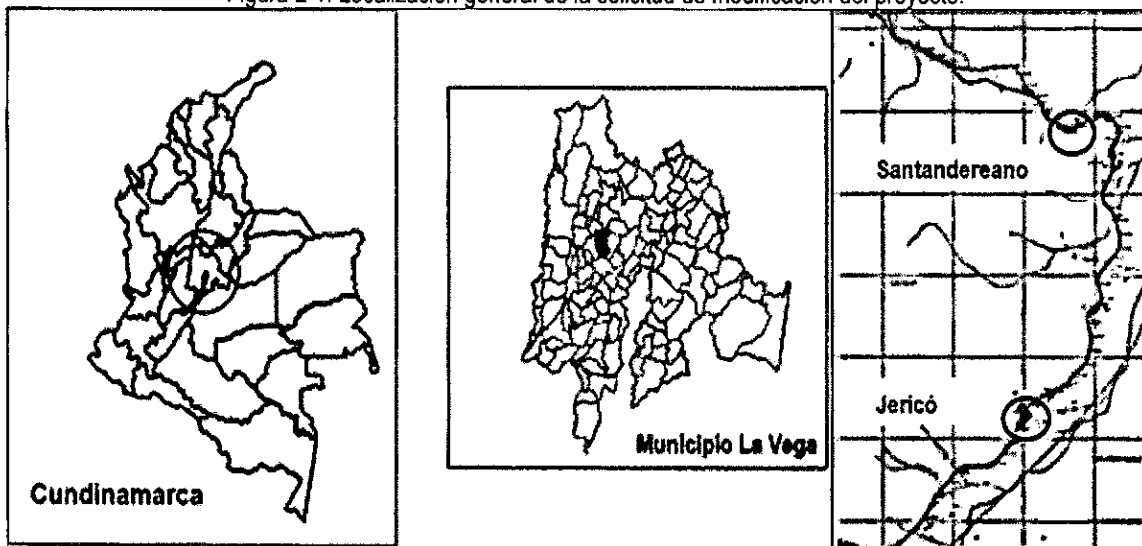 Figura 2-1. Localización general de la solicitud de modificación del proyecto.
Cundinamarca
Municipio La Vega
Santandereano
Jericó